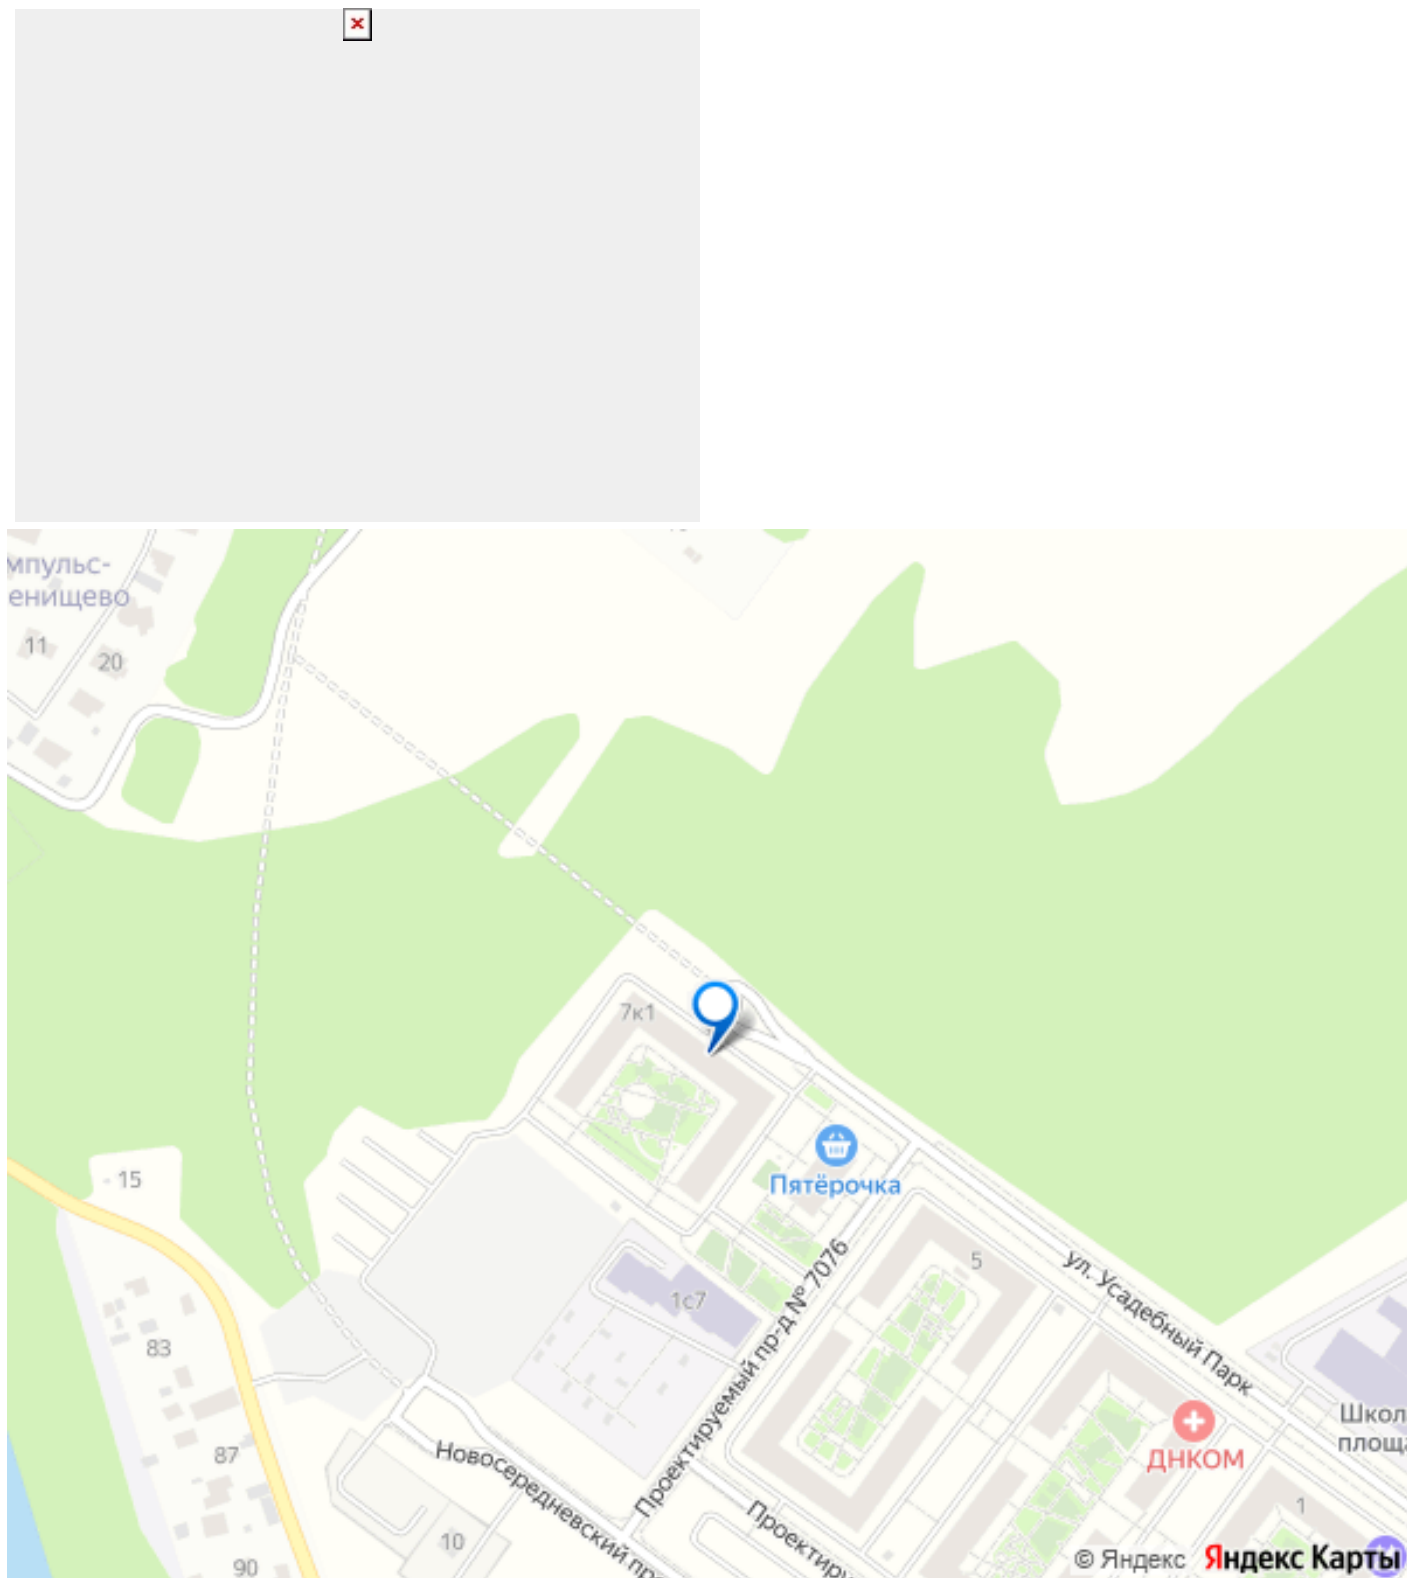 мпульс-
енищево
11
20
7к1
15
Пятёрочка
1с7
5
ул. Усадебный Парк
Проектируемый пр-д № 7076
83
87
90
10
Новосередневский пр
Проектиру
ДНКОМ
Школ
площа
1
© Яндекс Яндекс Карты